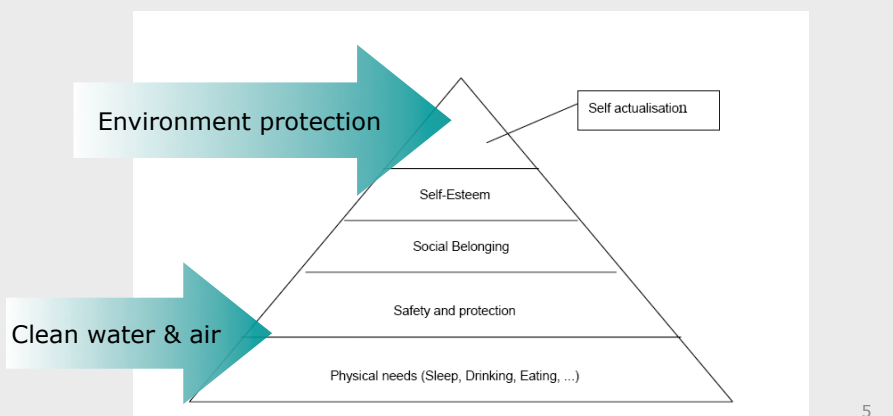 Environment protection
Self actualisation
Self-Esteem
Social Belonging
Safety and protection
Clean water & air
Physical needs (Sleep, Drinking, Eating, ...)
5